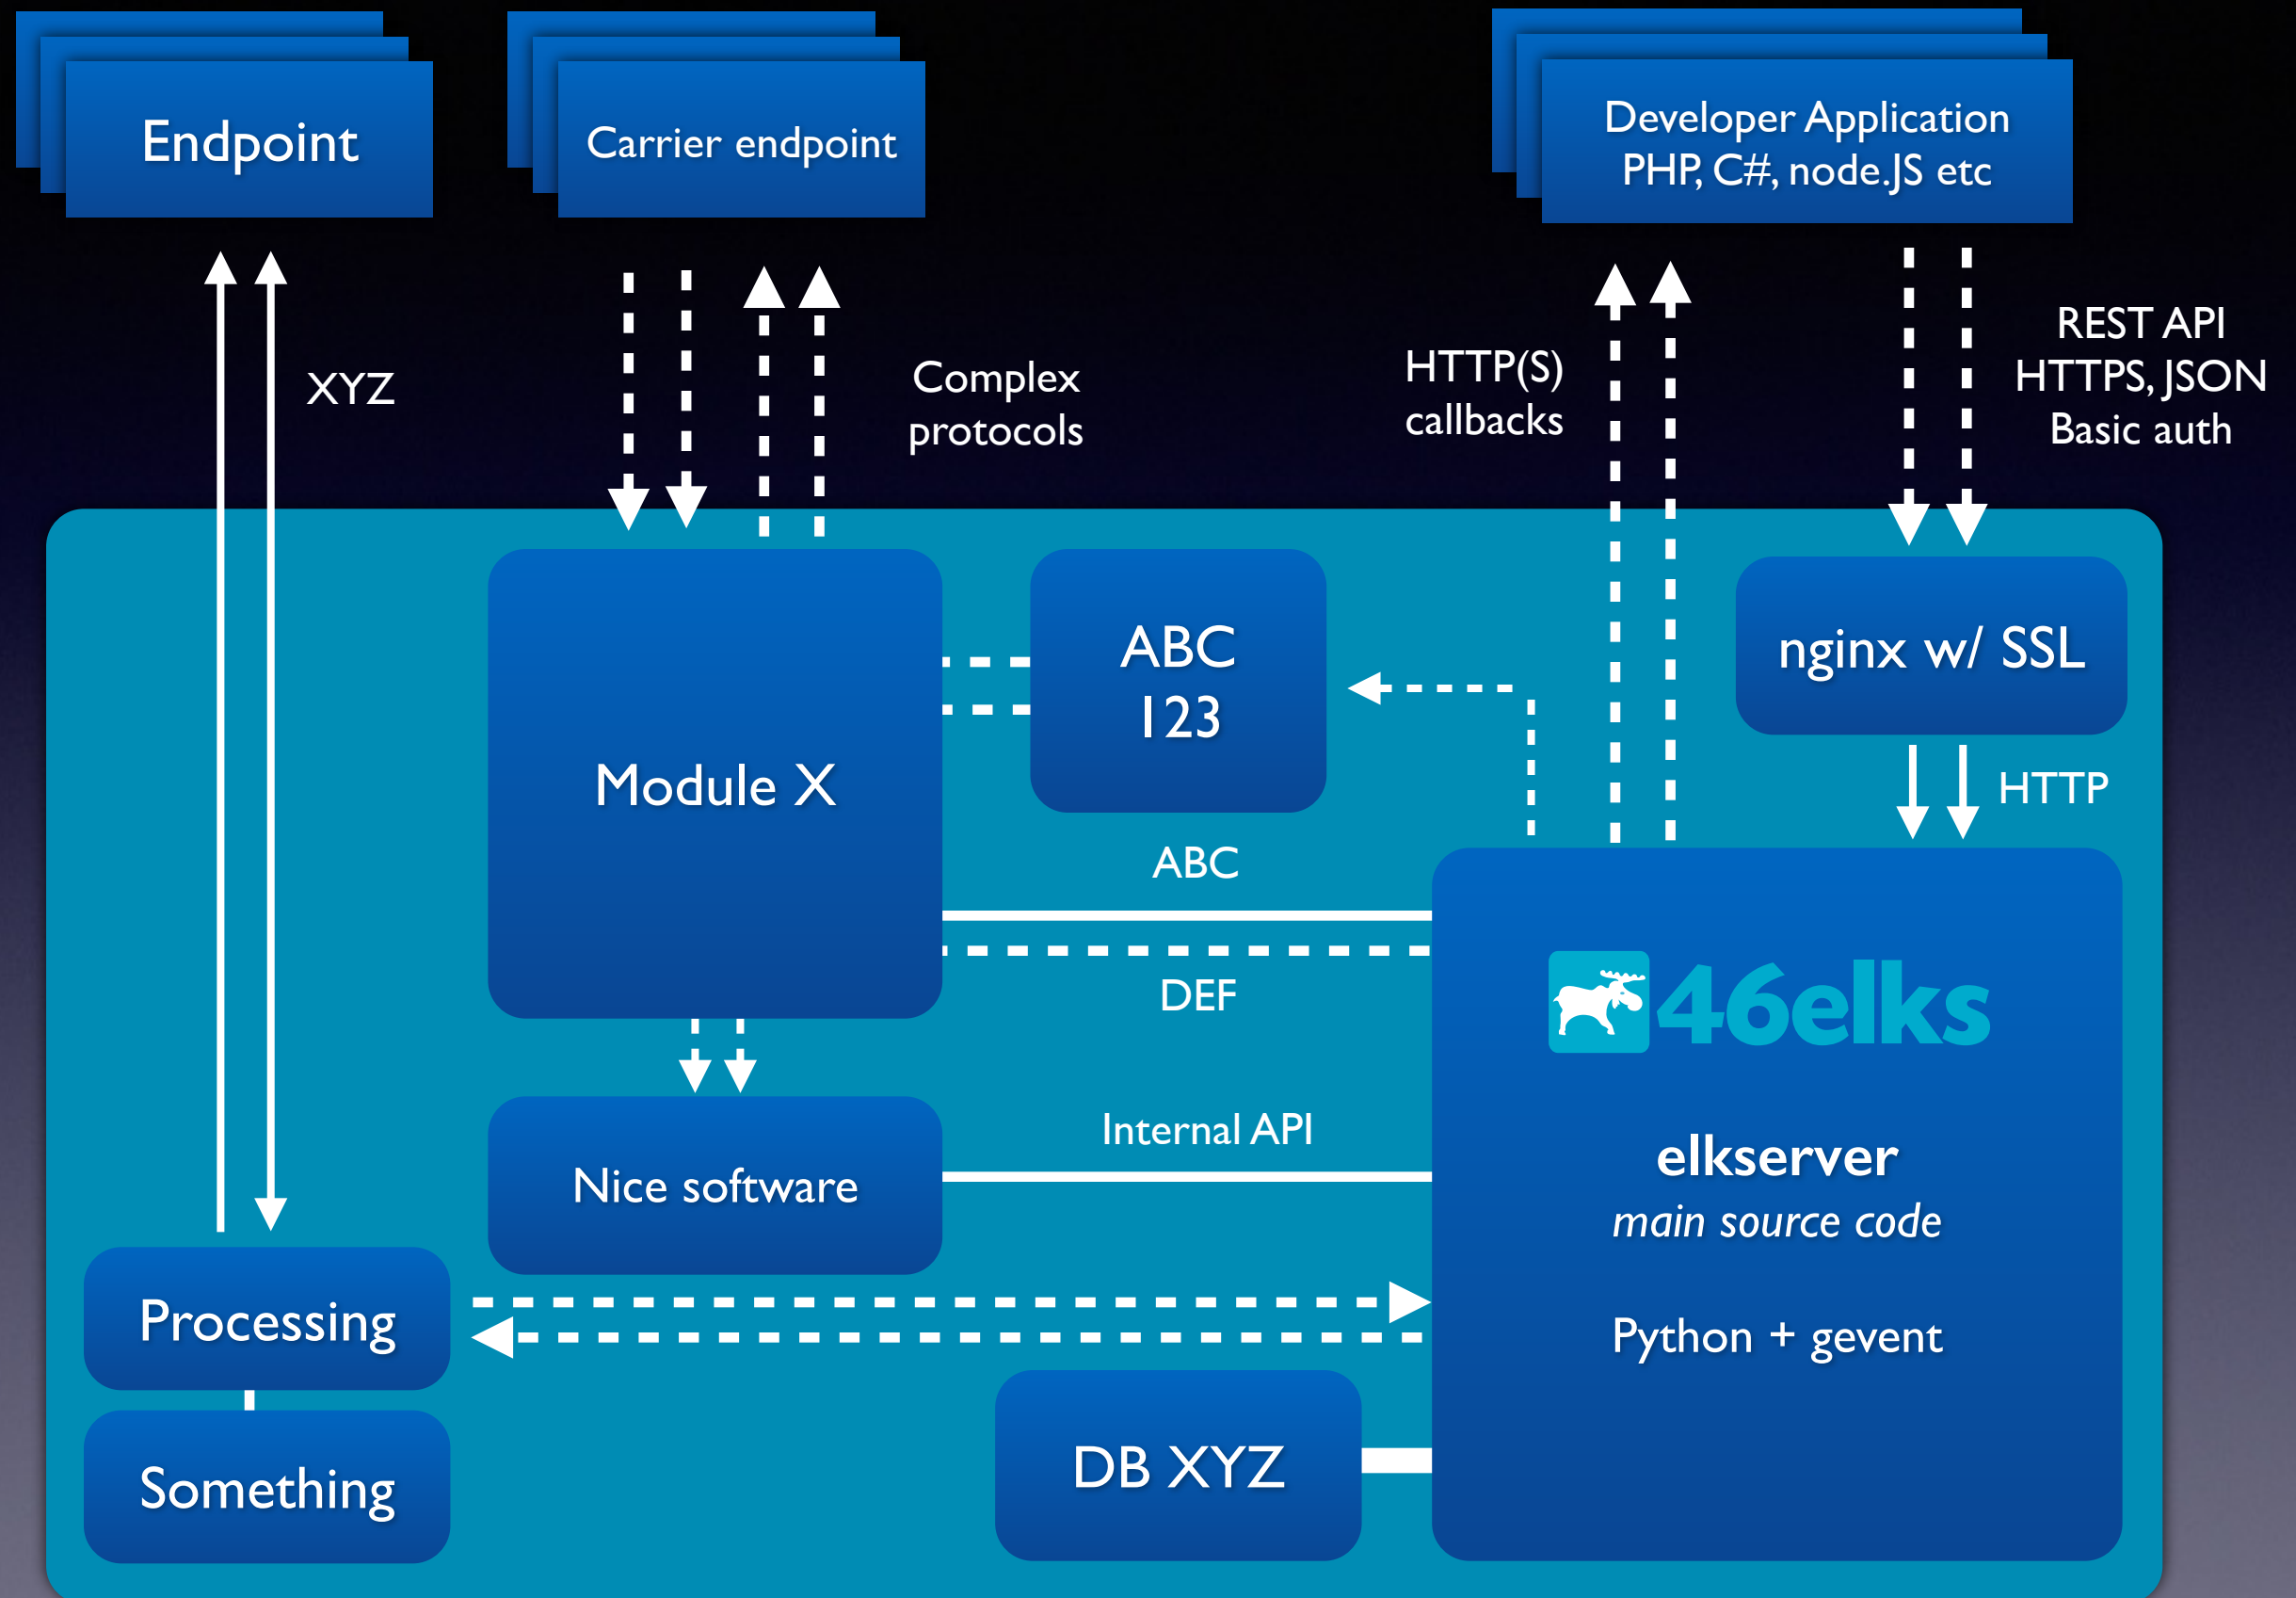 Endpoint
Carrier endpoint
Developer Application
PHP, C#, node.JS etc
XYZ
Complex
protocols
HTTP(S)
callbacks
REST API
HTTPS, JSON
Basic auth
Module X
ABC
123
nginx w/ SSL
HTTP
ABC
DEF
46elks
Nice software
Internal API
elkserver
main source code
Python + gevent
Processing
Something
DB XYZ